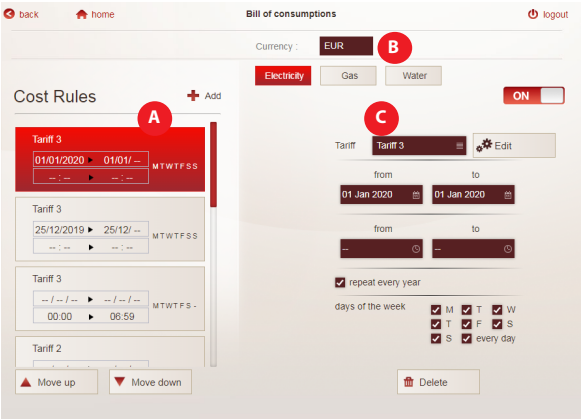 back home Bill of consumptions logout
Currency : EUR B
Electricity Gas Water
Cost Rules Add ON
A C
Tariff 3
01/01/2020 01/01/ -- MTWTFSS
-- : -- -- : --
Tariff 3
25/12/2019 25/12/ -- MTWTFSS
-- : -- -- : --
Tariff 3
-- / -- / -- -- / -- / -- MTWTFS-
00:00 06:59
Tariff 2
Move up Move down
Tariff Tariff 3 Edit
from to
01 Jan 2020 01 Jan 2020
from to
-- --
repeat every year
days of the week M T W
T F S
S every day
Delete